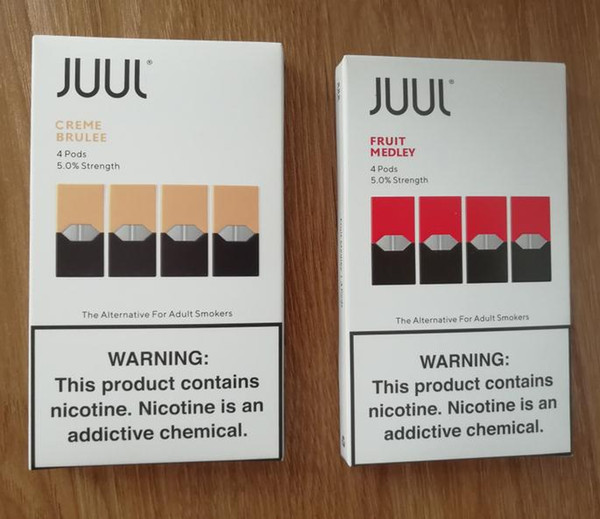 JUUL®
CREME
BRULEE
4 Pods
5.0% Strength
The Alternative For Adult Smokers
WARNING:
This product contains
nicotine. Nicotine is an
addictive chemical.
JUUL®
FRUIT
MEDLEY
4 Pods
5.0% Strength
The Alternative For Adult Smokers
WARNING:
This product contains
nicotine. Nicotine is an
addictive chemical.